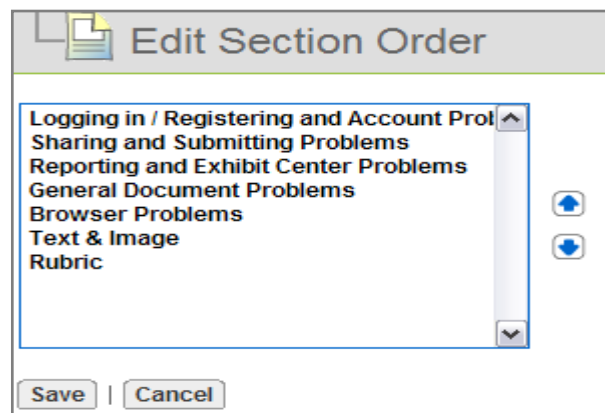 Edit Section Order
Logging in / Registering and Account Prob
Sharing and Submitting Problems
Reporting and Exhibit Center Problems
General Document Problems
Browser Problems
Text & Image
Rubric
Save | Cancel